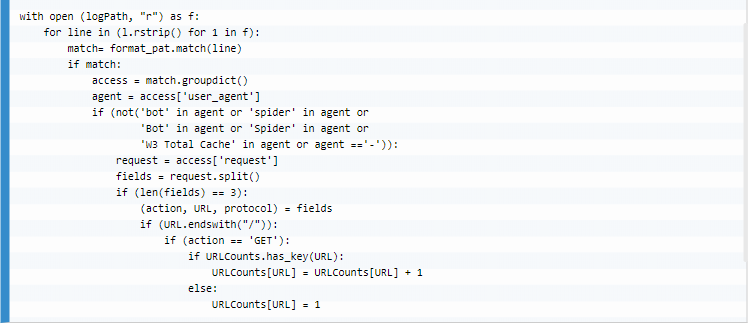 with open (logPath, "r") as f:
    for line in (l.rstrip() for 1 in f):
        match= format_pat.match(line)
        if match:
            access = match.groupdict()
            agent = access['user_agent']
            if (not('bot' in agent or 'spider' in agent or
                    'Bot' in agent or 'Spider' in agent or
                    'W3 Total Cache' in agent or agent =='-')):
                request = access['request']
                fields = request.split()
                if (len(fields) == 3):
                    (action, URL, protocol) = fields
                    if (URL.endswith("/")):
                        if (action == 'GET'):
                            if URLCounts.has_key(URL):
                                URLCounts[URL] = URLCounts[URL] + 1
                            else:
                                URLCounts[URL] = 1